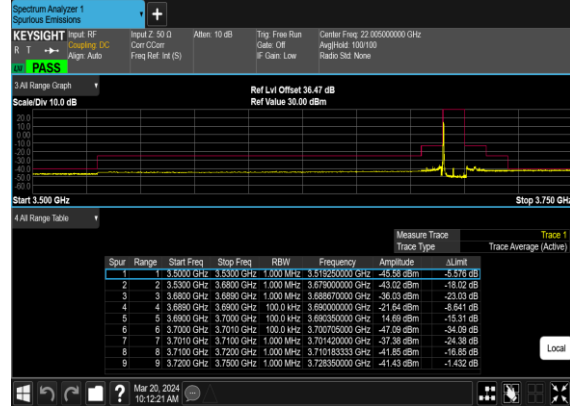 Spectrum Analyzer 1
Spurious Emissions
+
KEYSIGHT Input: RF Input Z: 50 Ω Atten: 10 dB Trig: Free Run Center Freq: 22.005000000 GHz
R T Coupling: DC Corr CCorr Gate: Off Avg|Hold: 100/100
Align: Auto Freq Ref: Int (S) IF Gain: Low Radio Std: None
PASS
3 All Range Graph Ref Lvl Offset 36.47 dB
Scale/Div 10.0 dB Ref Value 30.00 dBm
20.0
10.0
0.00
-10.0
-20.0
-30.0
-40.0
-50.0
-60.0
Start 3.500 GHz Stop 3.750 GHz
4 All Range Table
Measure Trace Trace 1
Trace Type Trace Average (Active)
Spur Range Start Freq Stop Freq RBW Frequency Amplitude ΔLimit
1 1 3.5000 GHz 3.5300 GHz 1.000 MHz 3.519250000 GHz -45.58 dBm -5.576 dB
2 2 3.5300 GHz 3.6800 GHz 1.000 MHz 3.679000000 GHz -43.02 dBm -18.02 dB
3 3 3.6800 GHz 3.6890 GHz 1.000 MHz 3.688670000 GHz -36.03 dBm -23.03 dB
4 4 3.6890 GHz 3.6900 GHz 100.0 kHz 3.690000000 GHz -21.64 dBm -8.641 dB
5 5 3.6900 GHz 3.7000 GHz 100.0 kHz 3.690350000 GHz 14.69 dBm -15.31 dB
6 6 3.7000 GHz 3.7010 GHz 100.0 kHz 3.700705000 GHz -47.09 dBm -34.09 dB
7 7 3.7010 GHz 3.7100 GHz 1.000 MHz 3.701420000 GHz -37.38 dBm -24.38 dB
8 8 3.7100 GHz 3.7200 GHz 1.000 MHz 3.710183333 GHz -41.85 dBm -16.85 dB
9 9 3.7200 GHz 3.7500 GHz 1.000 MHz 3.728350000 GHz -41.43 dBm -1.432 dB
Local
? Mar 20, 2024
10:12:21 AM